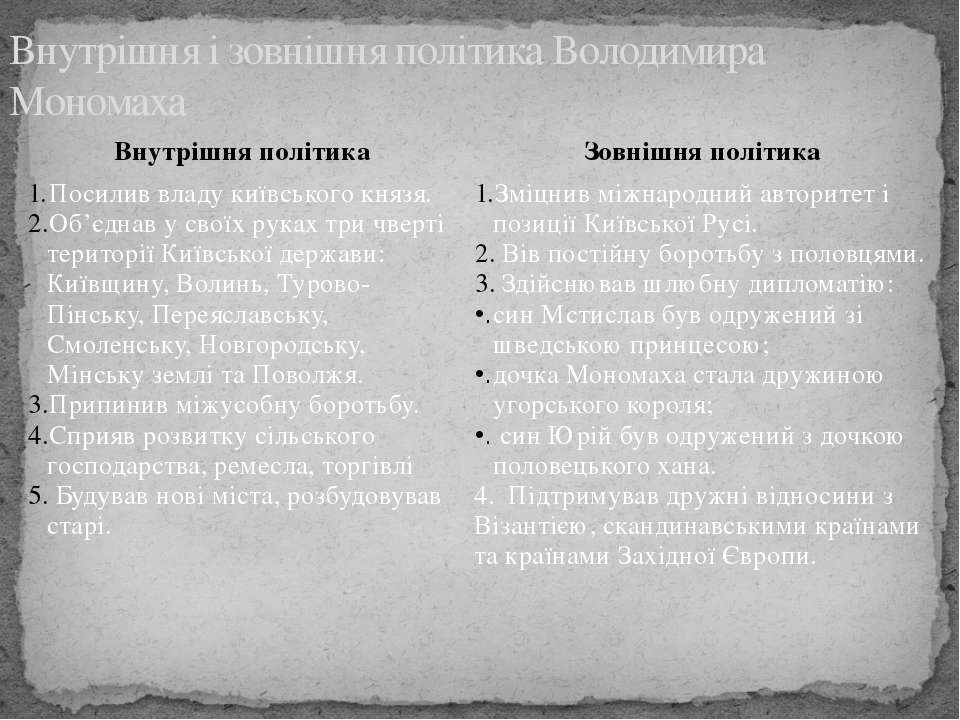 Внутрішня і зовнішня політика Володимира
Мономаха
Внутрішня політика
1.Посилив владу київського князя.
2.Об’єднав у своїх руках три чверті
території Київської держави:
Київщину, Волинь, Турово-
Пінську, Переяславську,
Смоленську, Новгородську,
Мінську землі та Поволжя.
3.Припинив міжусобну боротьбу.
4.Сприяв розвитку сільського
господарства, ремесла, торгівлі
5. Будував нові міста, розбудовував
старі.
Зовнішня політика
1.Зміцнив міжнародний авторитет і
позиції Київської Русі.
2. Вів постійну боротьбу з половцями.
3. Здійснював шлюбну дипломатію:
•.син Мстислав був одружений зі
шведською принцесою;
•.дочка Мономаха стала дружиною
угорського короля;
•. син Юрій був одружений з дочкою
половецького хана.
4. Підтримував дружні відносини з
Візантією, скандинавськими країнами
та країнами Західної Європи.